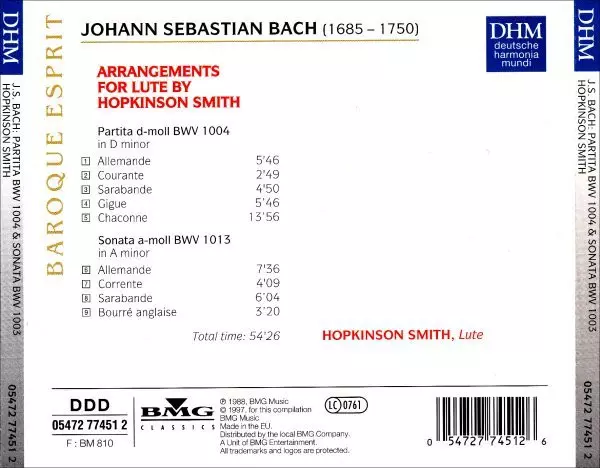 JOHANN SEBASTIAN BACH (1685 – 1750)
DHM
deutsche
harmonia
mundi
BAROQUE ESPRIT
ARRANGEMENTS
FOR LUTE BY
HOPKINSON SMITH
Partita d-moll BWV 1004
in D minor
1 Allemande 5'46
2 Courante 2'49
3 Sarabande 4'50
4 Gigue 5'46
5 Chaconne 13'56
Sonata a-moll BWV 1013
in A minor
6 Allemande 7'36
7 Corrente 4'09
8 Sarabande 6'04
9 Bourré anglaise 3'20
Total time: 54'26
HOPKINSON SMITH, Lute
DDD
05472 77451 2
F : BM 810
BMG
CLASSICS
℗ 1988, BMG Music
© 1997, for this compilation
BMG Music
Made in the EU.
Distributed by the local BMG Company.
A Unit of BMG Entertainment.
All trademarks and logos are protected.
LC 0761
0 54727 74512 6
DHM
J.S. BACH: PARTITA BWV 1004 & SONATA BWV 1003
HOPKINSON SMITH
05472 77451 2
DHM
J.S. BACH: PARTITA BWV 1004 & SONATA BWV 1003
HOPKINSON SMITH
05472 77451 2